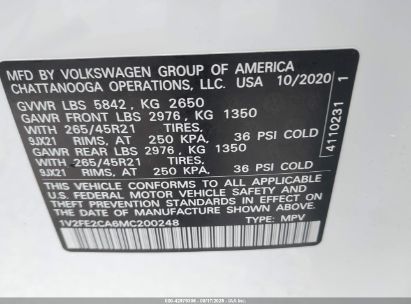 MFD BY VOLKSWAGEN GROUP OF AMERICA
CHATTANOOGA OPERATIONS, LLC. USA 10/2020
GVWR LBS 5842, KG 2650
GAWR FRONT LBS 2976, KG 1350
WITH 265/45R21 TIRES,
9JX21 RIMS, AT 250 KPA/ 36 PSI COLD
GAWR REAR LBS 2976, KG 1350
WITH 265/45R21 TIRES,
9JX21 RIMS, AT 250 KPA/ 36 PSI COLD
THIS VEHICLE CONFORMS TO ALL APPLICABLE
U.S. FEDERAL MOTOR VEHICLE SAFETY AND
THEFT PREVENTION STANDARDS IN EFFECT ON
THE DATE OF MANUFACTURE SHOWN ABOVE.
1V2FE2CA6MC200248 TYPE: MPV
4110231 1